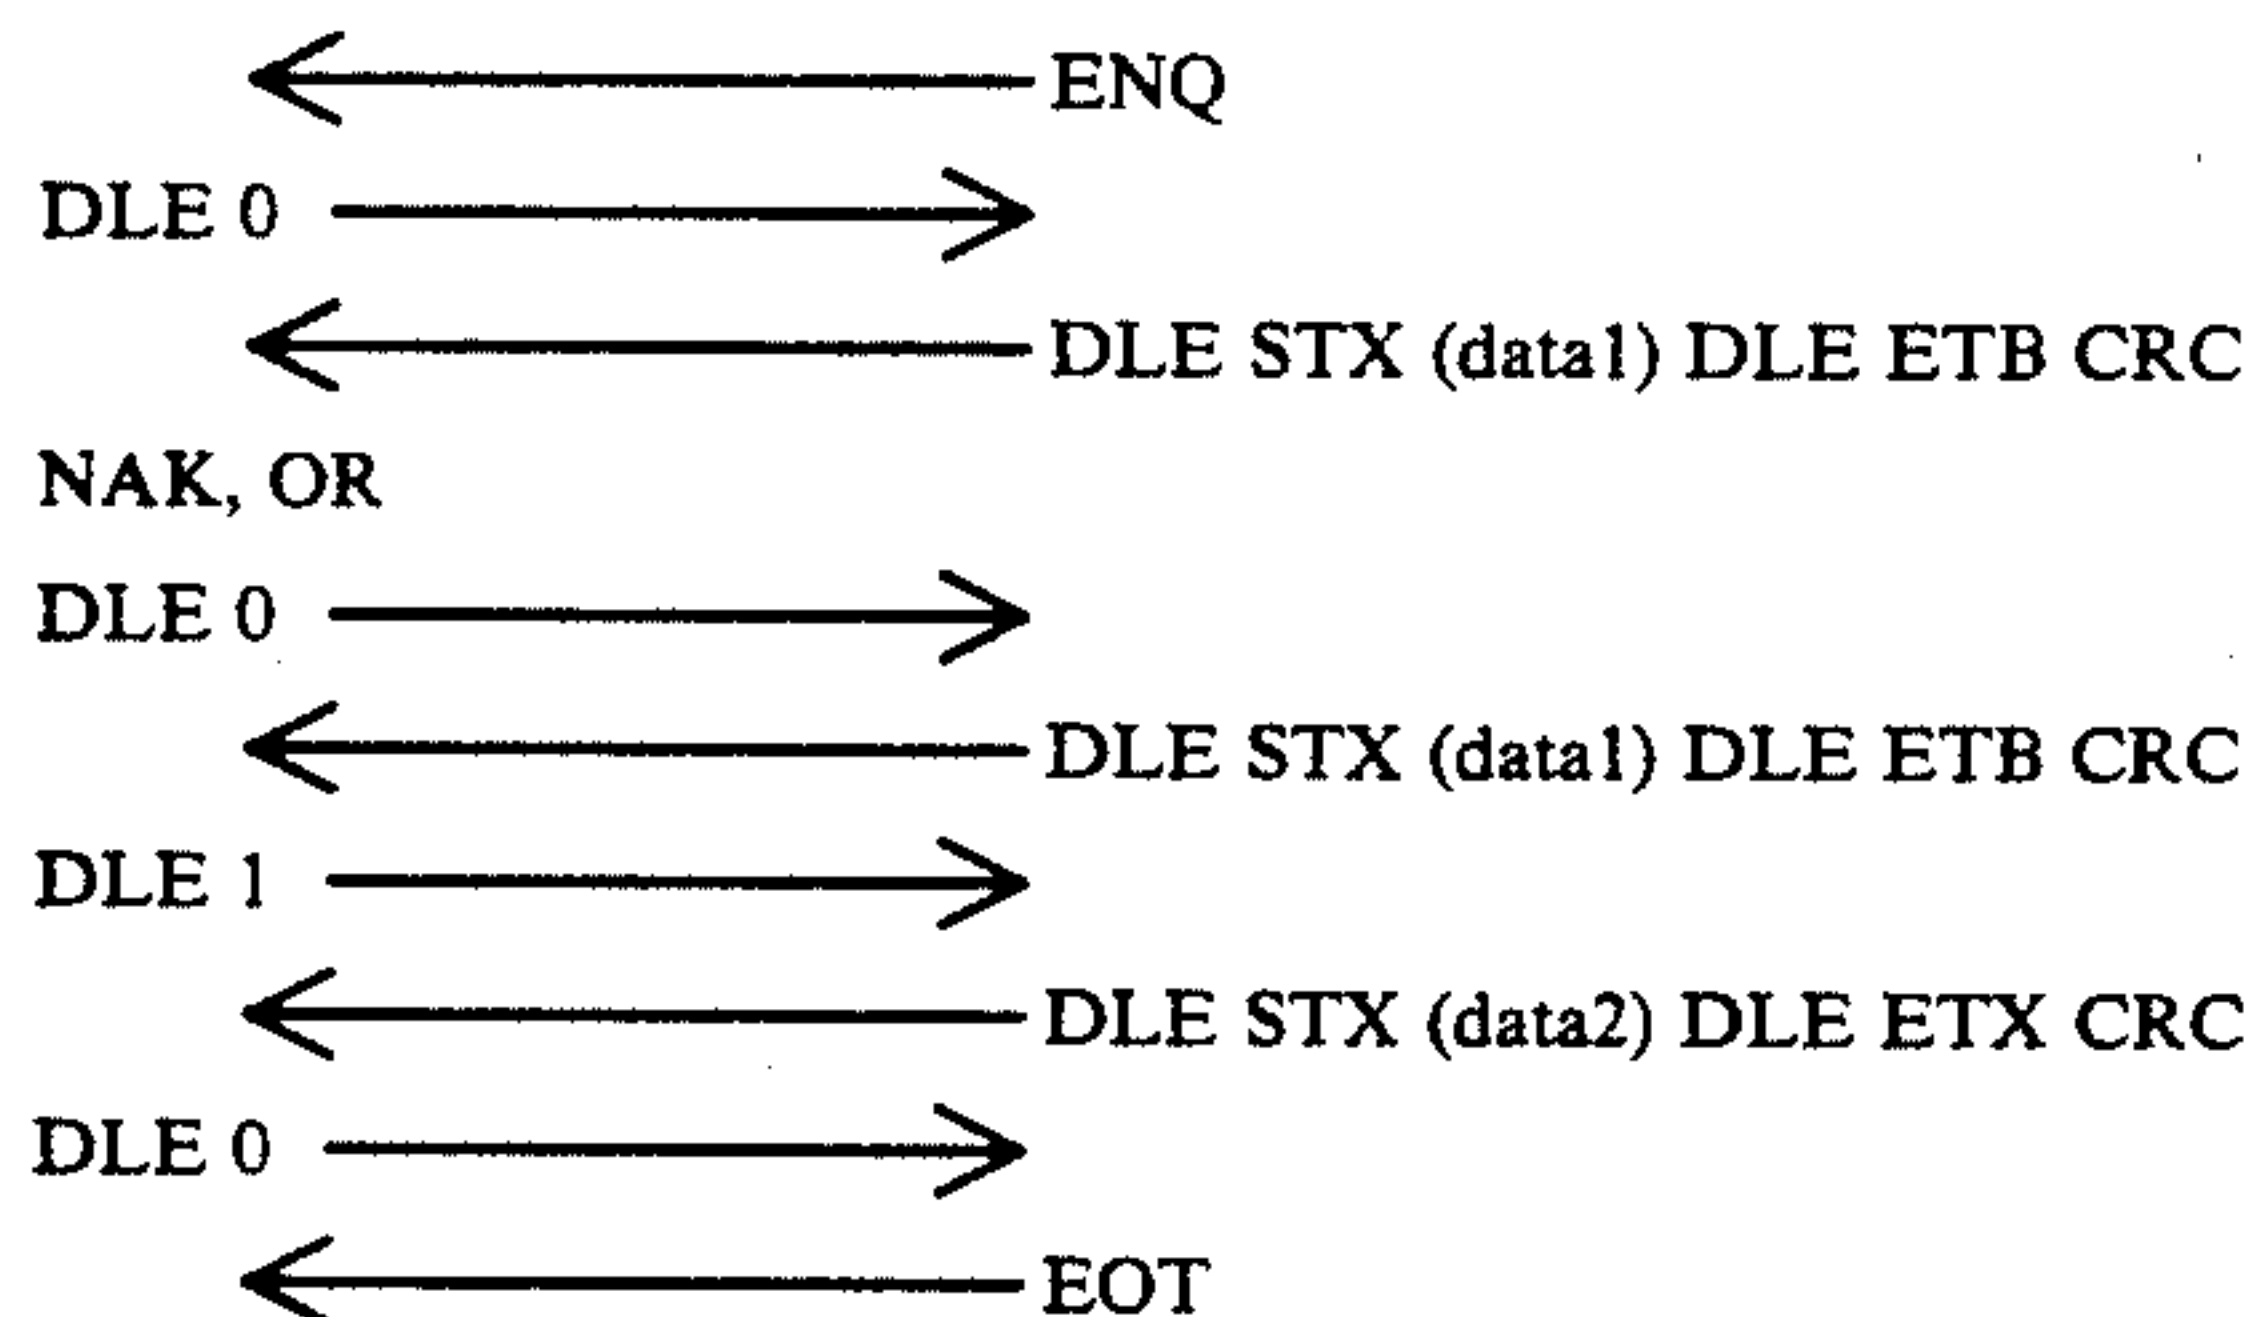 ENQ
DLE 0
DLE STX (data1) DLE ETB CRC
NAK, OR
DLE 0
DLE STX (data1) DLE ETB CRC
DLE 1
DLE STX (data2) DLE ETX CRC
DLE 0
EOT